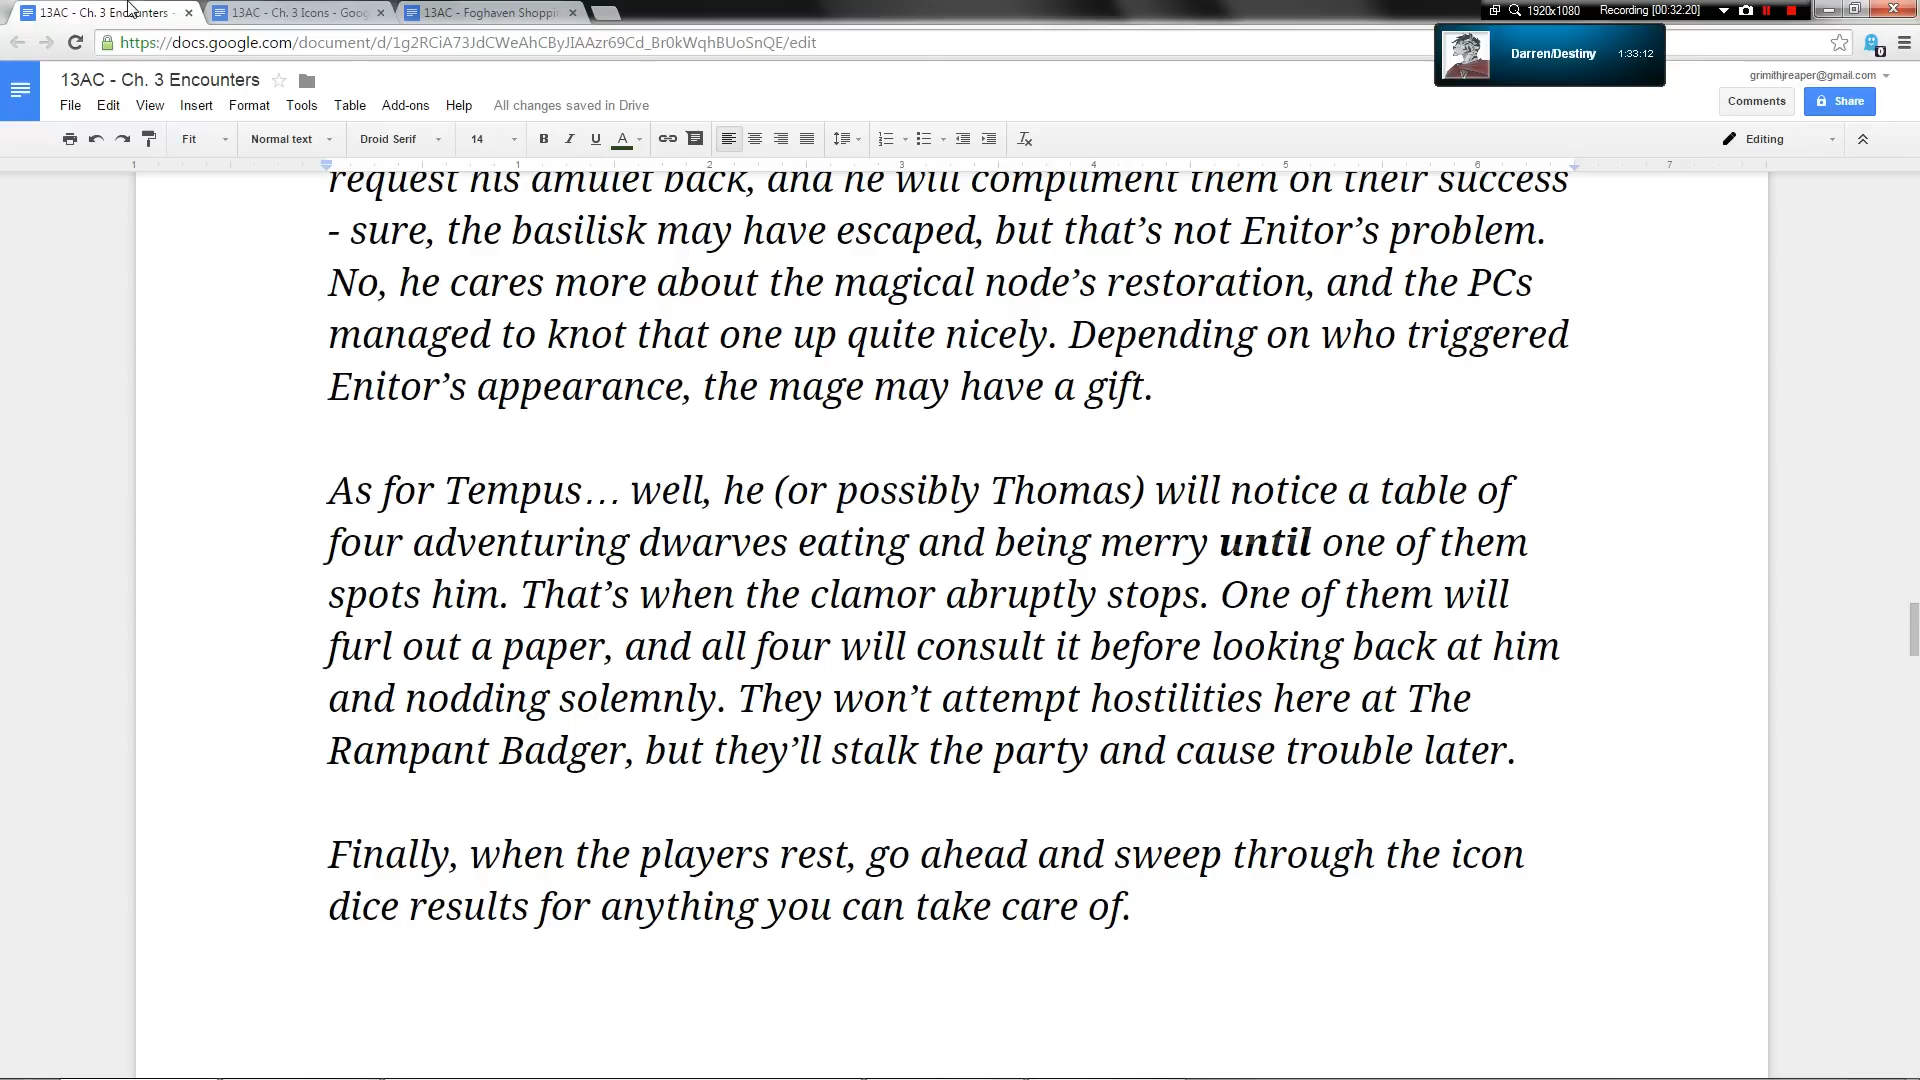 13AC - Ch. 3 Encounters -
13AC - Ch. 3 Icons - Goog
13AC - Foghaven Shoppi
1920x1080
Recording [00:32:20]
https://docs.google.com/document/d/1g2RCiA73JdCWeAhCByJIAAzr69Cd_Br0kWqhBUoSnQE/edit
0
Darren/Destiny
1:33:12
13AC - Ch. 3 Encounters
grimithjreaper@gmail.com
File Edit View Insert Format Tools Table Add-ons Help All changes saved in Drive
Comments
Share
Fit
Normal text
Droid Serif
14
B I U A
Editing
1 1 2 3 4 5 6 7
request his amulet back, and he will compliment them on their success
- sure, the basilisk may have escaped, but that’s not Enitor’s problem.
No, he cares more about the magical node’s restoration, and the PCs
managed to knot that one up quite nicely. Depending on who triggered
Enitor’s appearance, the mage may have a gift.
As for Tempus… well, he (or possibly Thomas) will notice a table of
four adventuring dwarves eating and being merry until one of them
spots him. That’s when the clamor abruptly stops. One of them will
furl out a paper, and all four will consult it before looking back at him
and nodding solemnly. They won’t attempt hostilities here at The
Rampant Badger, but they’ll stalk the party and cause trouble later.
Finally, when the players rest, go ahead and sweep through the icon
dice results for anything you can take care of.